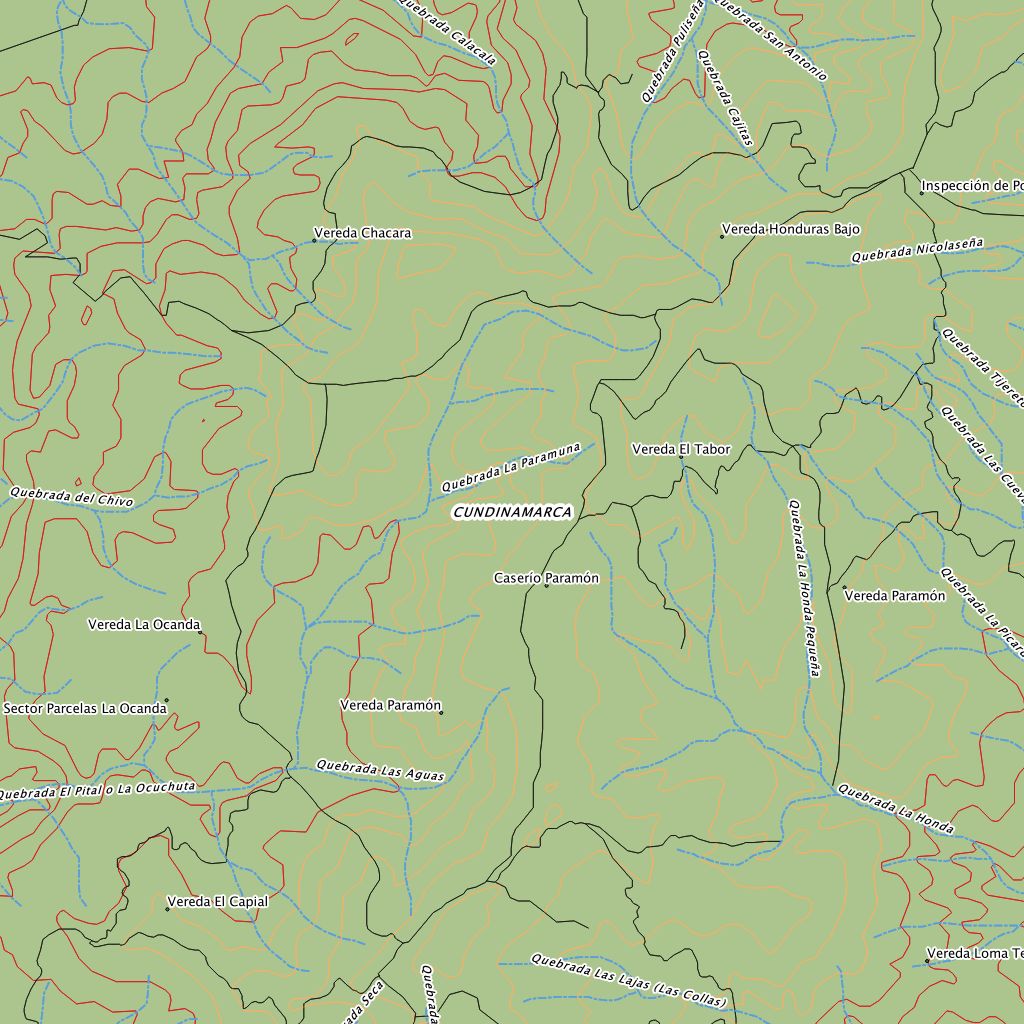 Quebrada Calacala
Quebrada Puliseña
Quebrada San Antonio
Quebrada Cajitas
Vereda Chacara
Vereda Honduras Bajo
Quebrada Nicolaseña
Inspección de Po
Quebrada Tijereto
Quebrada Las Cueva
Quebrada La Paramuna
Vereda El Tabor
CUNDINAMARCA
Quebrada del Chivo
Quebrada La Honda Pequeña
Caserío Paramón
Vereda Paramón
Quebrada La Picard
Vereda La Ocanda
Sector Parcelas La Ocanda
Vereda Paramón
Quebrada Las Aguas
Quebrada El Pital o La Ocuchuta
Quebrada La Honda
Vereda El Capial
Vereda Loma Te
Quebrada Las Lajas (Las Collas)
ada Seca
Quebrada